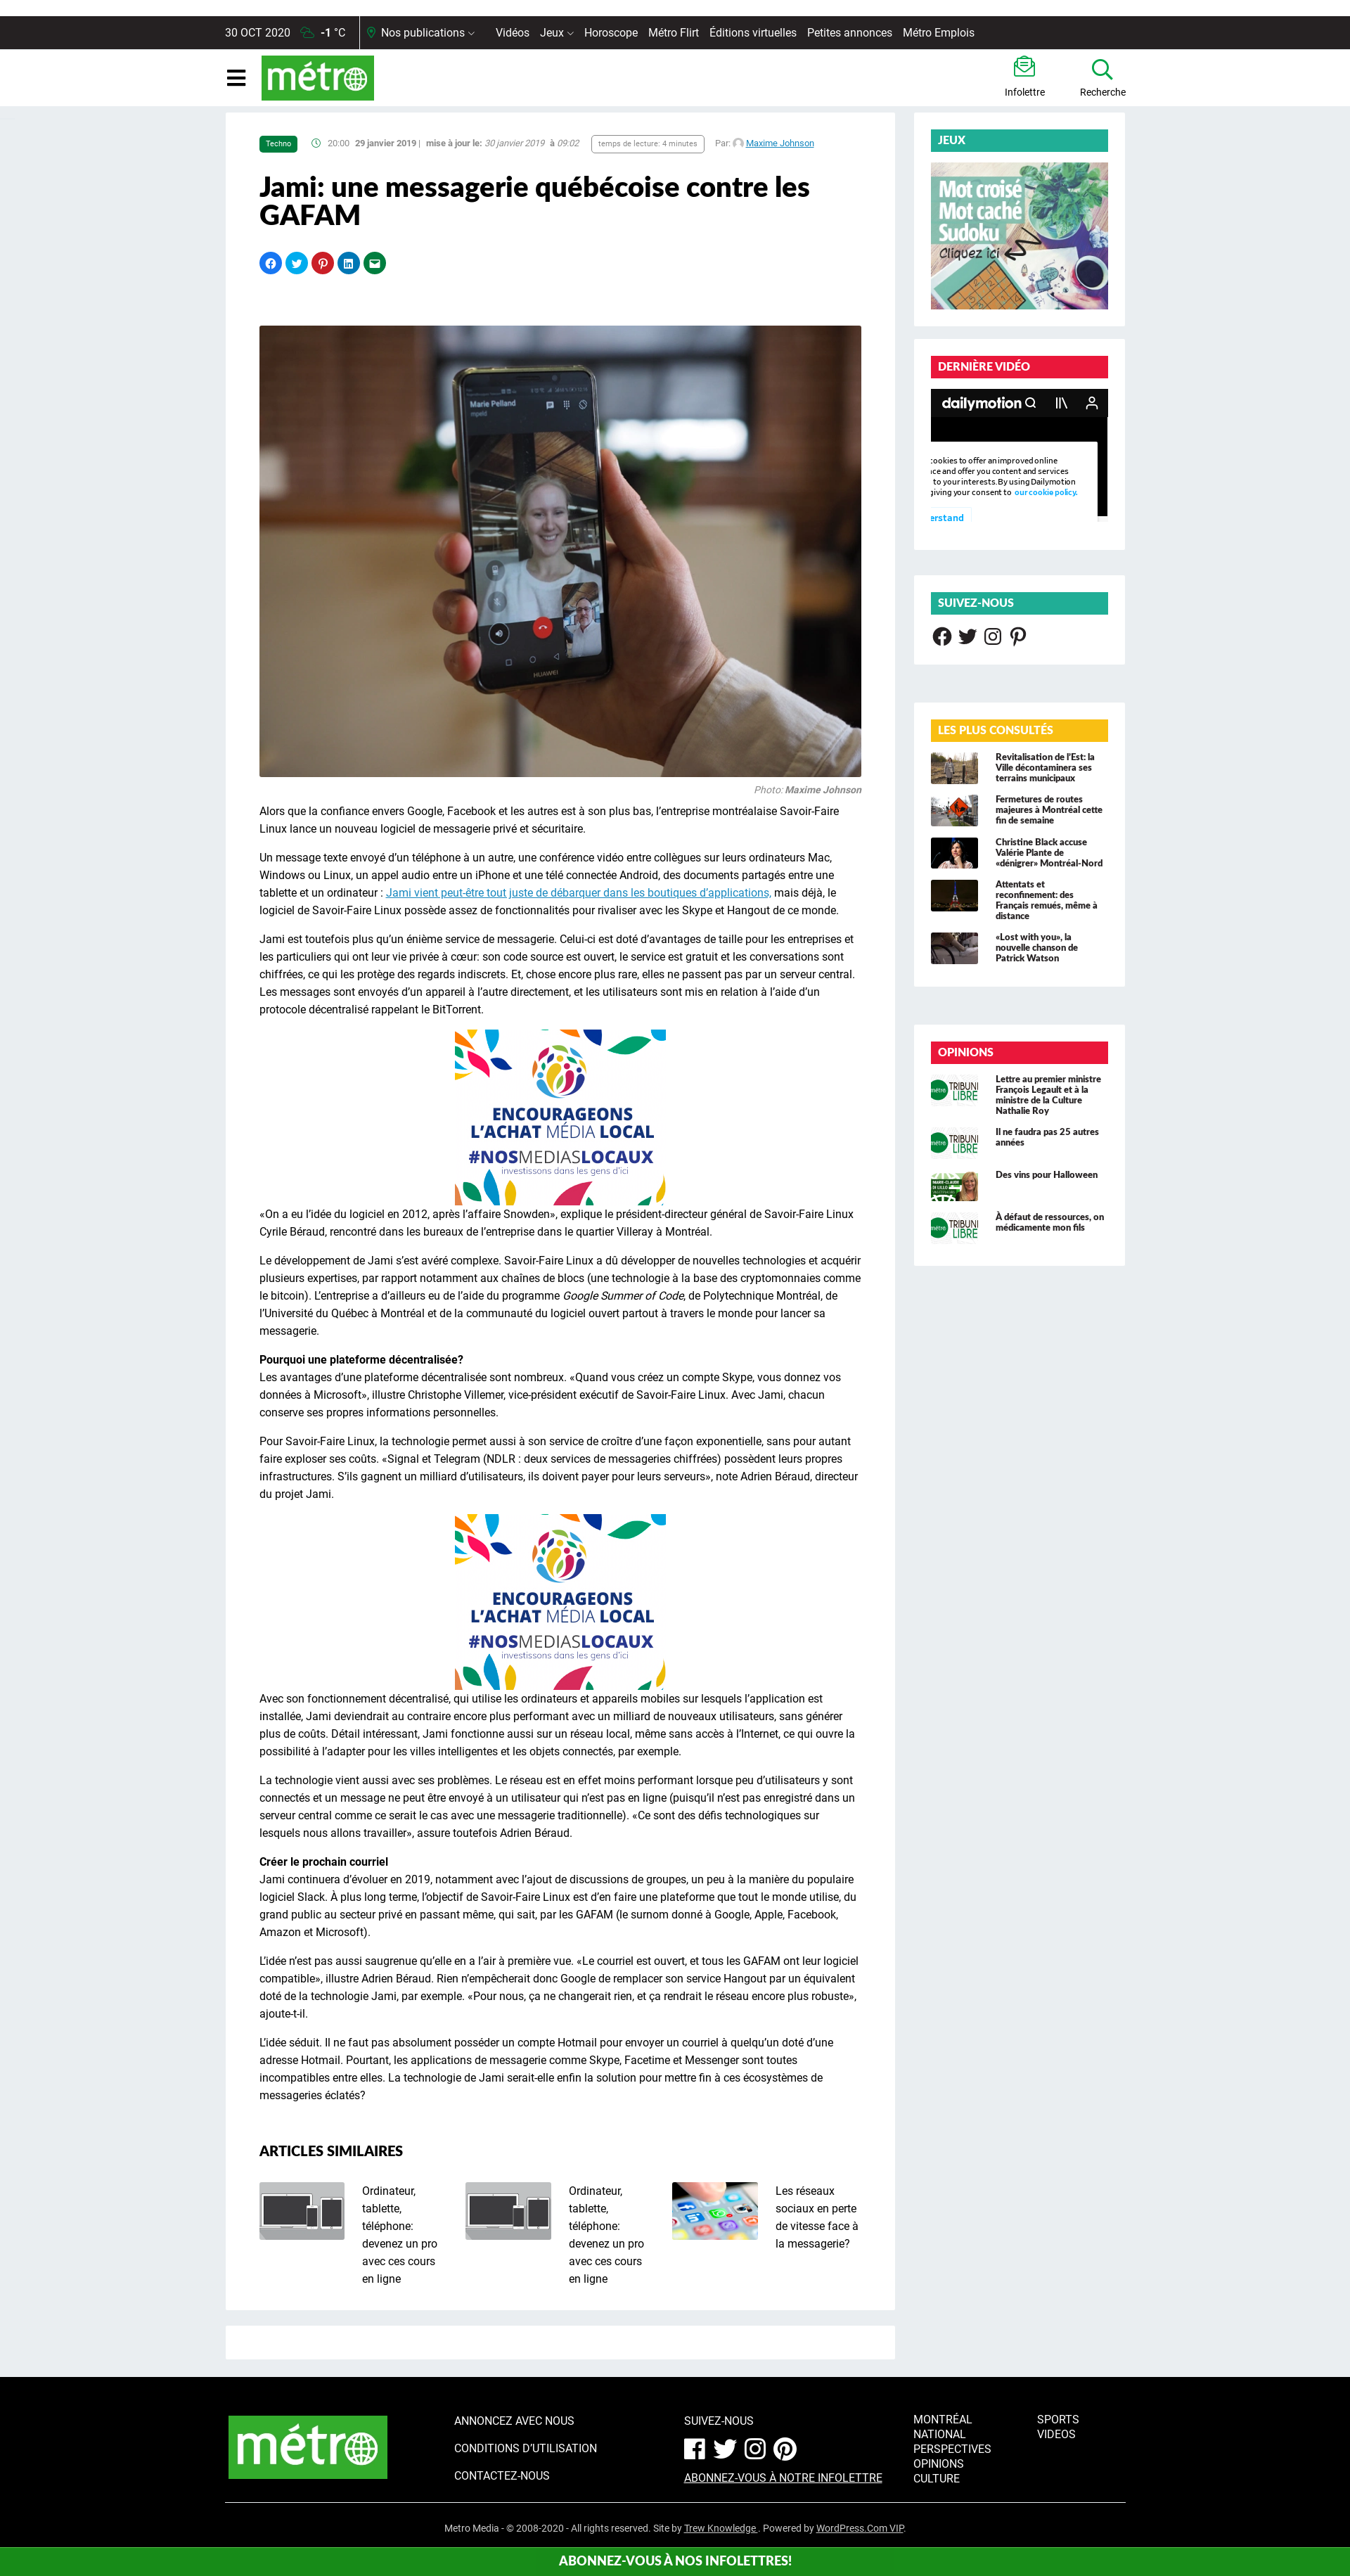 30 OCT 2020 -1 °C Nos publications Vidéos Jeux Horoscope Métro Flirt Éditions virtuelles Petites annonces Métro Emplois
métro
Infolettre
Recherche
Techno 20:00 29 janvier 2019 | mise à jour le: 30 janvier 2019 à 09:02 temps de lecture: 4 minutes Par: Maxime Johnson
Jami: une messagerie québécoise contre les
GAFAM
Marie Pelland
HUAWEI
Photo: Maxime Johnson
Alors que la confiance envers Google, Facebook et les autres est à son plus bas, l’entreprise montréalaise Savoir-Faire
Linux lance un nouveau logiciel de messagerie privé et sécuritaire.
Un message texte envoyé d’un téléphone à un autre, une conférence vidéo entre collègues sur leurs ordinateurs Mac,
Windows ou Linux, un appel audio entre un iPhone et une télé connectée Android, des documents partagés entre une
tablette et un ordinateur : Jami vient peut-être tout juste de débarquer dans les boutiques d’applications, mais déjà, le
logiciel de Savoir-Faire Linux possède assez de fonctionnalités pour rivaliser avec les Skype et Hangout de ce monde.
Jami est toutefois plus qu’un énième service de messagerie. Celui-ci est doté d’avantages de taille pour les entreprises et
les particuliers qui ont leur vie privée à cœur: son code source est ouvert, le service est gratuit et les conversations sont
chiffrées, ce qui les protège des regards indiscrets. Et, chose encore plus rare, elles ne passent pas par un serveur central.
Les messages sont envoyés d’un appareil à l’autre directement, et les utilisateurs sont mis en relation à l’aide d’un
protocole décentralisé rappelant le BitTorrent.
ENCOURAGEONS
L’ACHAT MÉDIA LOCAL
#NOSMEDIASLOCAUX
investissons dans les gens d’ici
«On a eu l’idée du logiciel en 2012, après l’affaire Snowden», explique le président-directeur général de Savoir-Faire Linux
Cyrile Béraud, rencontré dans les bureaux de l’entreprise dans le quartier Villeray à Montréal.
Le développement de Jami s’est avéré complexe. Savoir-Faire Linux a dû développer de nouvelles technologies et acquérir
plusieurs expertises, par rapport notamment aux chaînes de blocs (une technologie à la base des cryptomonnaies comme
le bitcoin). L’entreprise a d’ailleurs eu de l’aide du programme Google Summer of Code, de Polytechnique Montréal, de
l’Université du Québec à Montréal et de la communauté du logiciel ouvert partout à travers le monde pour lancer sa
messagerie.
Pourquoi une plateforme décentralisée?
Les avantages d’une plateforme décentralisée sont nombreux. «Quand vous créez un compte Skype, vous donnez vos
données à Microsoft», illustre Christophe Villemer, vice-président exécutif de Savoir-Faire Linux. Avec Jami, chacun
conserve ses propres informations personnelles.
Pour Savoir-Faire Linux, la technologie permet aussi à son service de croître d’une façon exponentielle, sans pour autant
faire exploser ses coûts. «Signal et Telegram (NDLR : deux services de messageries chiffrées) possèdent leurs propres
infrastructures. S’ils gagnent un milliard d’utilisateurs, ils doivent payer pour leurs serveurs», note Adrien Béraud, directeur
du projet Jami.
ENCOURAGEONS
L’ACHAT MÉDIA LOCAL
#NOSMEDIASLOCAUX
investissons dans les gens d’ici
Avec son fonctionnement décentralisé, qui utilise les ordinateurs et appareils mobiles sur lesquels l’application est
installée, Jami deviendrait au contraire encore plus performant avec un milliard de nouveaux utilisateurs, sans générer
plus de coûts. Détail intéressant, Jami fonctionne aussi sur un réseau local, même sans accès à l’Internet, ce qui ouvre la
possibilité à l’adapter pour les villes intelligentes et les objets connectés, par exemple.
La technologie vient aussi avec ses problèmes. Le réseau est en effet moins performant lorsque peu d’utilisateurs y sont
connectés et un message ne peut être envoyé à un utilisateur qui n’est pas en ligne (puisqu’il n’est pas enregistré dans un
serveur central comme ce serait le cas avec une messagerie traditionnelle). «Ce sont des défis technologiques sur
lesquels nous allons travailler», assure toutefois Adrien Béraud.
Créer le prochain courriel
Jami continuera d’évoluer en 2019, notamment avec l’ajout de discussions de groupes, un peu à la manière du populaire
logiciel Slack. À plus long terme, l’objectif de Savoir-Faire Linux est d’en faire une plateforme que tout le monde utilise, du
grand public au secteur privé en passant même, qui sait, par les GAFAM (le surnom donné à Google, Apple, Facebook,
Amazon et Microsoft).
L’idée n’est pas aussi saugrenue qu’elle en a l’air à première vue. «Le courriel est ouvert, et tous les GAFAM ont leur logiciel
compatible», illustre Adrien Béraud. Rien n’empêcherait donc Google de remplacer son service Hangout par un équivalent
doté de la technologie Jami, par exemple. «Pour nous, ça ne changerait rien, et ça rendrait le réseau encore plus robuste»,
ajoute-t-il.
L’idée séduit. Il ne faut pas absolument posséder un compte Hotmail pour envoyer un courriel à quelqu’un doté d’une
adresse Hotmail. Pourtant, les applications de messagerie comme Skype, Facetime et Messenger sont toutes
incompatibles entre elles. La technologie de Jami serait-elle enfin la solution pour mettre fin à ces écosystèmes de
messageries éclatés?
ARTICLES SIMILAIRES
Ordinateur,
tablette,
téléphone:
devenez un pro
avec ces cours
en ligne
Ordinateur,
tablette,
téléphone:
devenez un pro
avec ces cours
en ligne
Les réseaux
sociaux en perte
de vitesse face à
la messagerie?
JEUX
Mot croisé
Mot caché
Sudoku
Cliquez ici
DERNIÈRE VIDÉO
dailymotion
cookies to offer an improved online
ce and offer you content and services
to your interests. By using Dailymotion
giving your consent to our cookie policy.
erstand
SUIVEZ-NOUS
LES PLUS CONSULTÉS
Revitalisation de l’Est: la
Ville décontaminera ses
terrains municipaux
Fermetures de routes
majeures à Montréal cette
fin de semaine
Christine Black accuse
Valérie Plante de
«dénigrer» Montréal-Nord
Attentats et
reconfinement: des
Français remués, même à
distance
«Lost with you», la
nouvelle chanson de
Patrick Watson
OPINIONS
métro TRIBUN LIBRE
Lettre au premier ministre
François Legault et à la
ministre de la Culture
Nathalie Roy
métro TRIBUN LIBRE
Il ne faudra pas 25 autres
années
Des vins pour Halloween
métro TRIBUN LIBRE
À défaut de ressources, on
médicamente mon fils
métro
ANNONCEZ AVEC NOUS
CONDITIONS D’UTILISATION
CONTACTEZ-NOUS
SUIVEZ-NOUS
ABONNEZ-VOUS À NOTRE INFOLETTRE
MONTRÉAL
NATIONAL
PERSPECTIVES
OPINIONS
CULTURE
SPORTS
VIDEOS
Metro Media - © 2008-2020 - All rights reserved. Site by Trew Knowledge . Powered by WordPress.Com VIP.
ABONNEZ-VOUS À NOS INFOLETTRES!